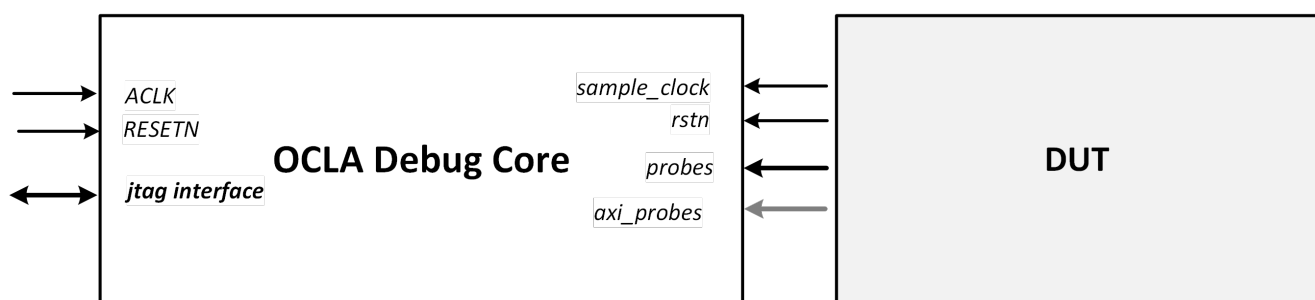 ACLK
RESETN
jtag interface
OCLA Debug Core
sample_clock
rstn
probes
axi_probes
DUT